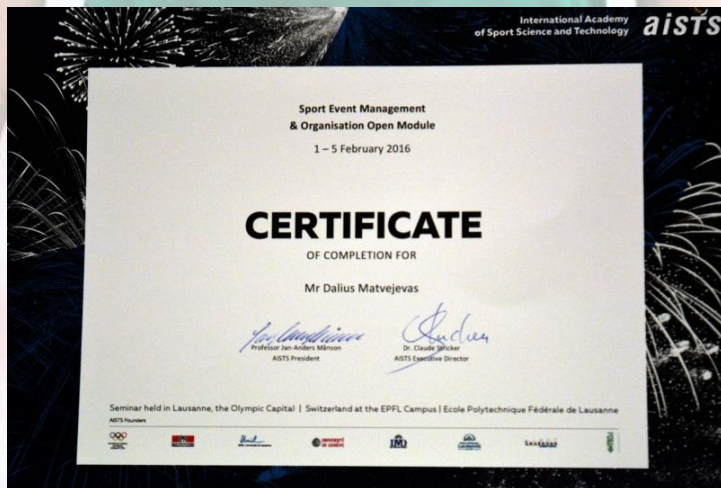 International Academy
of Sport Science and Technology
aists
Sport Event Management
& Organisation Open Module
1 – 5 February 2016
CERTIFICATE
OF COMPLETION FOR
Mr Dalius Matvejevas
Professor Jan-Anders Månson
AISTS President
Dr. Claude Stricker
AISTS Executive Director
Seminar held in Lausanne, the Olympic Capital | Switzerland at the EPFL Campus | Ecole Polytechnique Fédérale de Lausanne
AISTS Founders
UNIVERSITÉ
DE GENÈVE
IMD